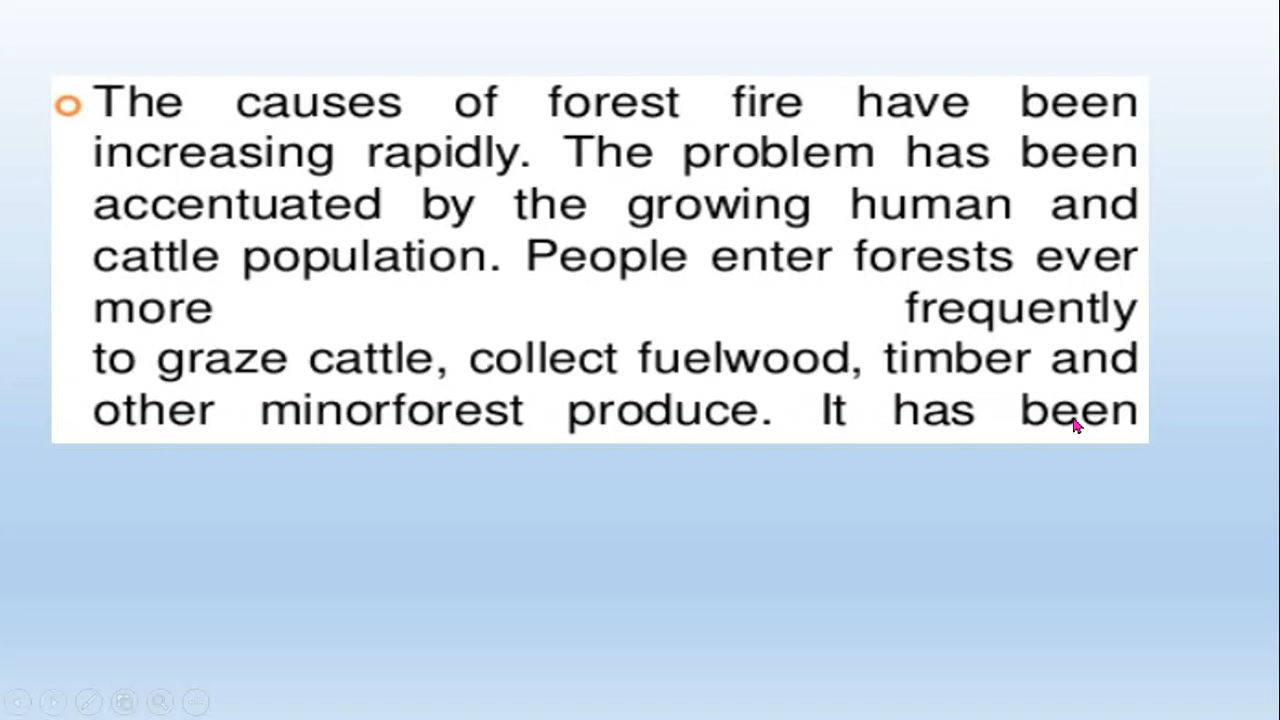 The causes of forest fire have been
increasing rapidly. The problem has been
accentuated by the growing human and
cattle population. People enter forests ever
more frequently
to graze cattle, collect fuelwood, timber and
other minorforest produce. It has been